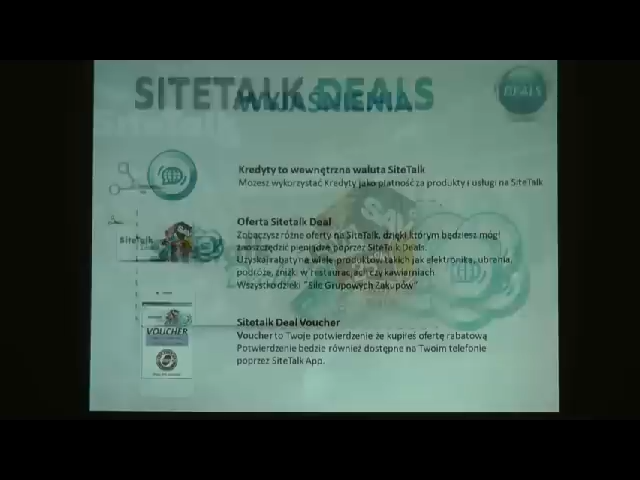 SITETALK DEALS
WYJAŚNIENIA
DEALS
SiteTalk
Kredyty to wewnętrzna waluta SiteTalk
Możesz wykorzystać Kredyty jako płatność za produkty i usługi na SiteTalk
Oferta Sitetalk Deal
Zobaczysz różne oferty na SiteTalk, dzięki którym będziesz mógł
zaoszczędzić pieniądze poprzez SiteTalk Deals.
Uzyskaj rabaty na wiele produktów takich jak elektronika, ubrania,
podróże, zniżki w restauracjach czy kawiarniach.
Wszystko dzięki "Sile Grupowych Zakupów"
SiteTalk
SALE
Sitetalk Deal Voucher
VOUCHER
Voucher to Twoje potwierdzenie że kupiłeś ofertę rabatową
Potwierdzenie będzie również dostępne na Twoim telefonie
poprzez SiteTalk App.